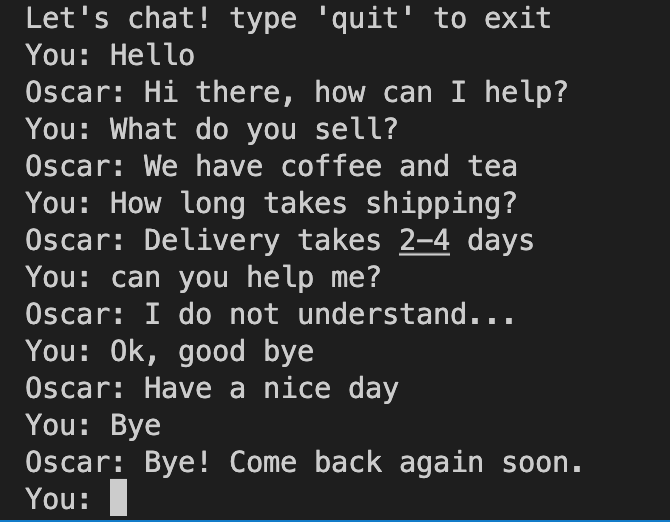 Let's chat! type 'quit' to exit
You: Hello
Oscar: Hi there, how can I help?
You: What do you sell?
Oscar: We have coffee and tea
You: How long takes shipping?
Oscar: Delivery takes 2–4 days
You: can you help me?
Oscar: I do not understand...
You: Ok, good bye
Oscar: Have a nice day
You: Bye
Oscar: Bye! Come back again soon.
You: